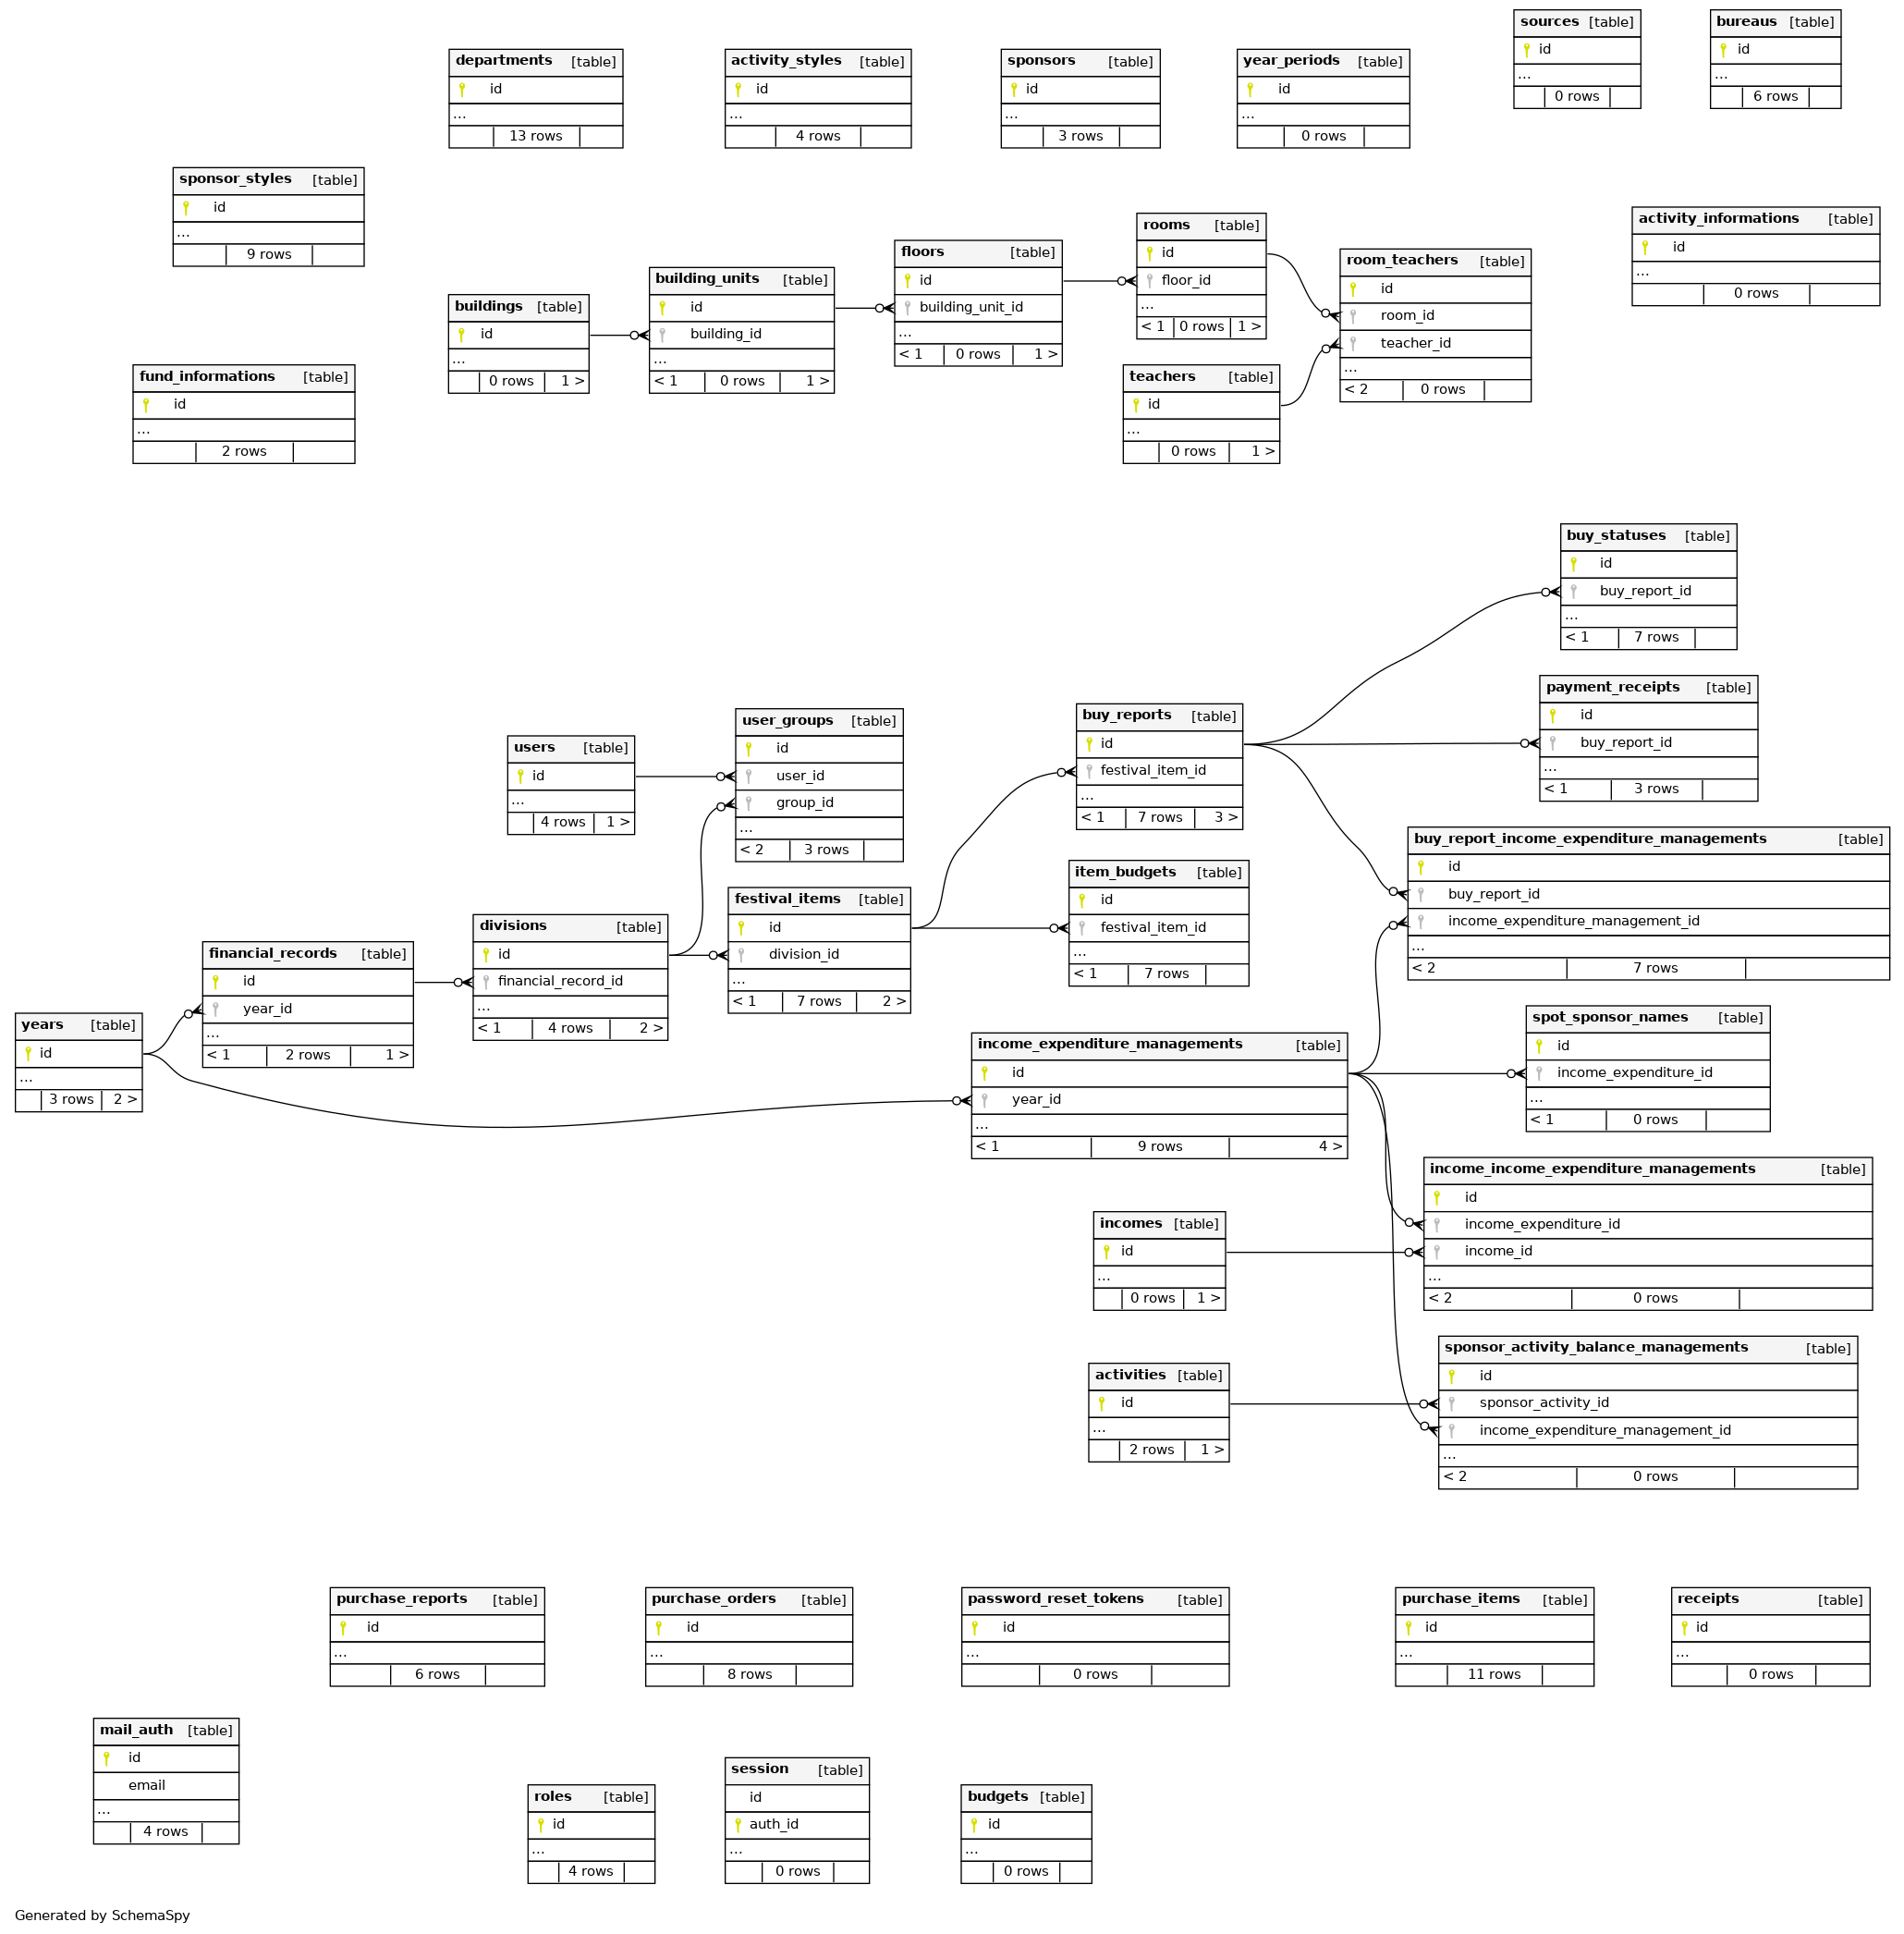 sources [table]
id
...
0 rows
bureaus [table]
id
...
6 rows
departments [table]
id
...
13 rows
activity_styles [table]
id
...
4 rows
sponsors [table]
id
...
3 rows
year_periods [table]
id
...
0 rows
sponsor_styles [table]
id
...
9 rows
activity_informations [table]
id
...
0 rows
rooms [table]
id
floor_id
...
< 1 0 rows 1 >
floors [table]
id
building_unit_id
...
< 1 0 rows 1 >
room_teachers [table]
id
room_id
teacher_id
...
< 2 0 rows
building_units [table]
id
building_id
...
< 1 0 rows 1 >
buildings [table]
id
...
0 rows 1 >
fund_informations [table]
id
...
2 rows
teachers [table]
id
...
0 rows 1 >
buy_statuses [table]
id
buy_report_id
...
< 1 7 rows
payment_receipts [table]
id
buy_report_id
...
< 1 3 rows
buy_reports [table]
id
festival_item_id
...
< 1 7 rows 3 >
user_groups [table]
id
user_id
group_id
...
< 2 3 rows
users [table]
id
...
4 rows 1 >
buy_report_income_expenditure_managements [table]
id
buy_report_id
income_expenditure_management_id
...
< 2 7 rows
item_budgets [table]
id
festival_item_id
...
< 1 7 rows
festival_items [table]
id
division_id
...
< 1 7 rows 2 >
divisions [table]
id
financial_record_id
...
< 1 4 rows 2 >
financial_records [table]
id
year_id
...
< 1 2 rows 1 >
years [table]
id
...
3 rows 2 >
spot_sponsor_names [table]
id
income_expenditure_id
...
< 1 0 rows
income_expenditure_managements [table]
id
year_id
...
< 1 9 rows 4 >
income_income_expenditure_managements [table]
id
income_expenditure_id
income_id
...
< 2 0 rows
incomes [table]
id
...
0 rows 1 >
sponsor_activity_balance_managements [table]
id
sponsor_activity_id
income_expenditure_management_id
...
< 2 0 rows
activities [table]
id
...
2 rows 1 >
purchase_reports [table]
id
...
6 rows
purchase_orders [table]
id
...
8 rows
password_reset_tokens [table]
id
...
0 rows
purchase_items [table]
id
...
11 rows
receipts [table]
id
...
0 rows
mail_auth [table]
id
email
...
4 rows
roles [table]
id
...
4 rows
session [table]
id
auth_id
...
0 rows
budgets [table]
id
...
0 rows
Generated by SchemaSpy